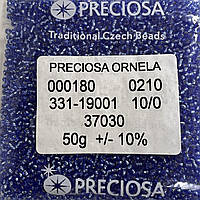 PRECIOSA
Traditional Czech Beads
PRECIOSA ORNELA
000180 0210
331-19001 10/0
37030
50g +/- 10%
PRECIOSA